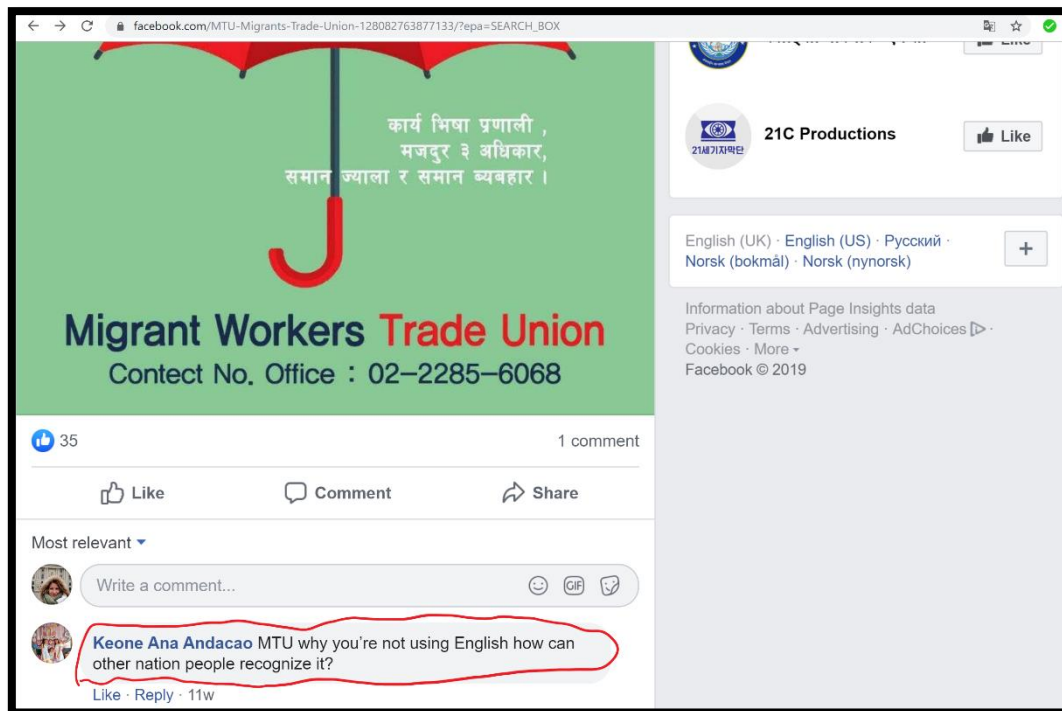 facebook.com/MTU-Migrants-Trade-Union-128082763877133/?epa=SEARCH_BOX
कार्य भिषा प्रणाली ,
मजदुर ३ अधिकार,
समान ज्याला र समान ब्यबहार ।
Migrant Workers Trade Union
Contect No. Office : 02-2285-6068
35
1 comment
Like
Comment
Share
Most relevant
Write a comment...
GIF
Keone Ana Andacao MTU why you're not using English how can
other nation people recognize it?
Like · Reply · 11w
Like
21세기자막단
21C Productions
Like
English (UK) · English (US) · Русский ·
Norsk (bokmål) · Norsk (nynorsk)
+
Information about Page Insights data
Privacy · Terms · Advertising · AdChoices ·
Cookies · More
Facebook © 2019